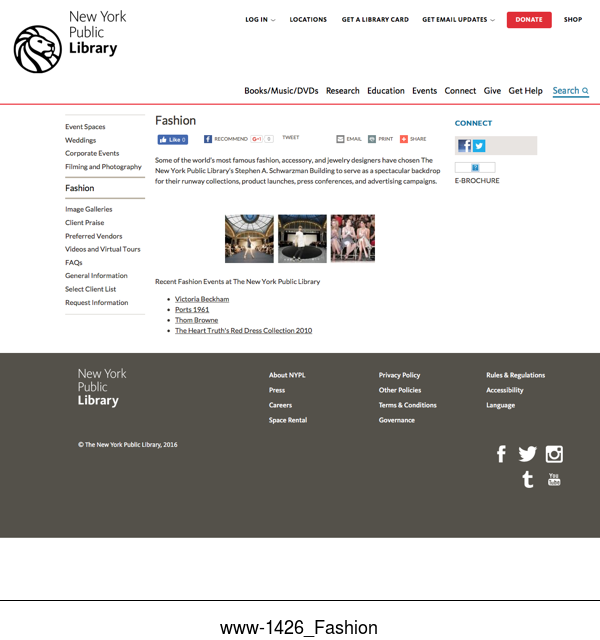 New York
Public
Library
LOG IN
LOCATIONS
GET A LIBRARY CARD
GET EMAIL UPDATES
DONATE
SHOP
Books/Music/DVDs
Research
Education
Events
Connect
Give
Get Help
Search
Event Spaces
Weddings
Corporate Events
Filming and Photography
Fashion
Image Galleries
Client Praise
Preferred Vendors
Videos and Virtual Tours
FAQs
General Information
Select Client List
Request Information
Fashion
Like 0
RECOMMEND
G+1 0
TWEET
EMAIL
PRINT
SHARE
Some of the world's most famous fashion, accessory, and jewelry designers have chosen The
New York Public Library's Stephen A. Schwarzman Building to serve as a spectacular backdrop
for their runway collections, product launches, press conferences, and advertising campaigns.
Recent Fashion Events at The New York Public Library
Victoria Beckham
Ports 1961
Thom Browne
The Heart Truth's Red Dress Collection 2010
CONNECT
E-BROCHURE
New York
Public
Library
© The New York Public Library, 2016
About NYPL
Press
Careers
Space Rental
Privacy Policy
Other Policies
Terms & Conditions
Governance
Rules & Regulations
Accessibility
Language
You
Tube
www-1426_Fashion